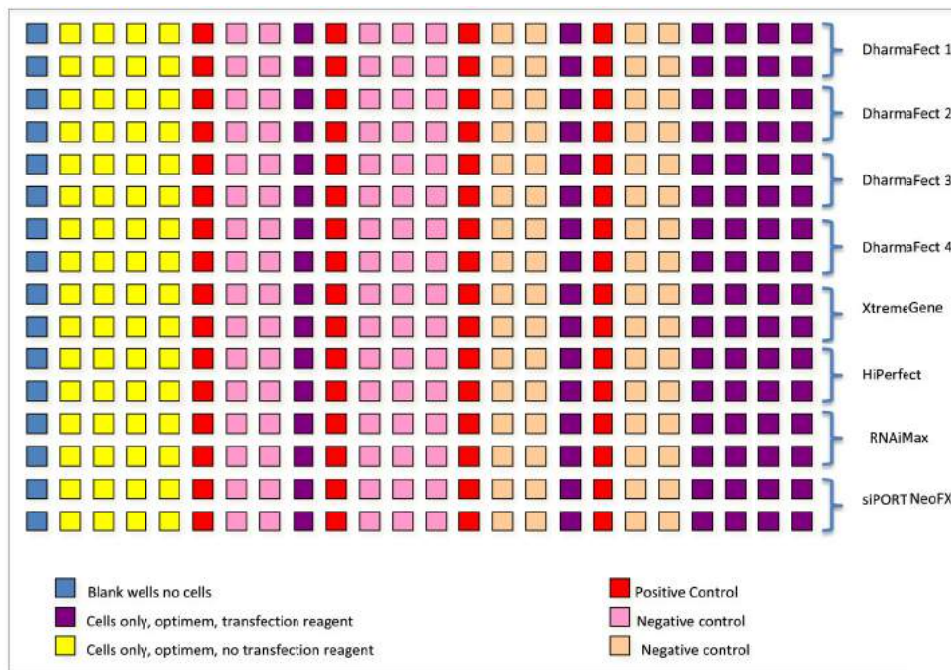 DharmaFect 1
DharmaFect 2
DharmaFect 3
DharmaFect 4
XtremeGene
HiPerfect
RNAiMax
siPORT NeoFX
Blank wells no cells
Cells only, optimem, transfection reagent
Cells only, optimem, no transfection reagent
Positive Control
Negative control
Negative control